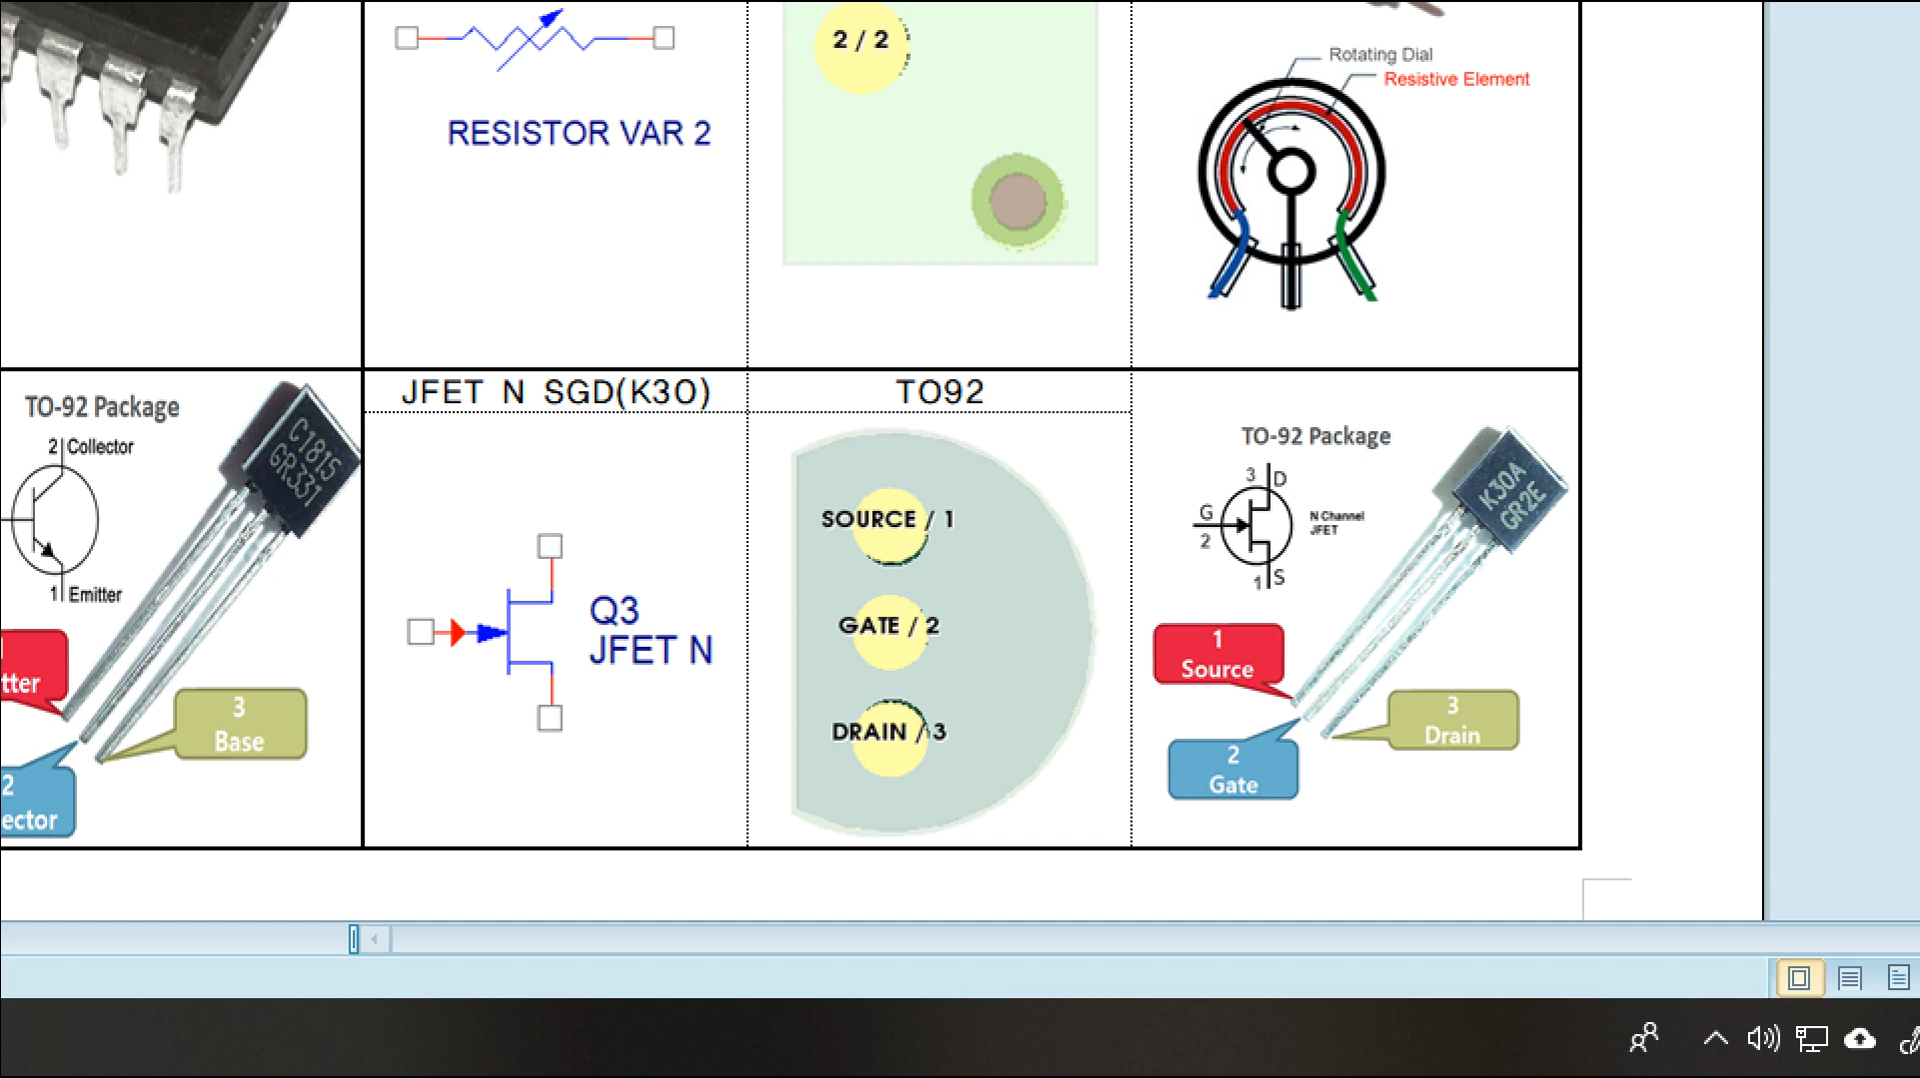 RESISTOR VAR 2
2 / 2
Rotating Dial
Resistive Element
TO-92 Package
2 Collector
1 Emitter
C1815
GR331
tter
3
Base
2
ector
JFET N SGD(K30)
Q3
JFET N
TO92
SOURCE / 1
GATE / 2
DRAIN / 3
TO-92 Package
3 D
G
2
N Channel
JFET
1 S
K30A
GR2E
1
Source
3
Drain
2
Gate